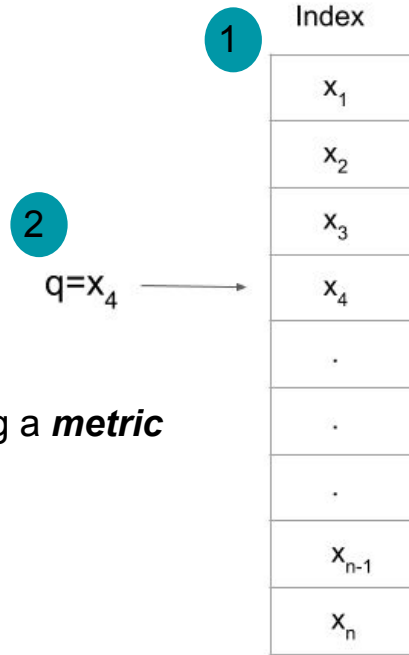 Index
1
x₁
x₂
2
x₃
q=x₄
x₄
.
g a metric
.
.
xₙ₋₁
xₙ